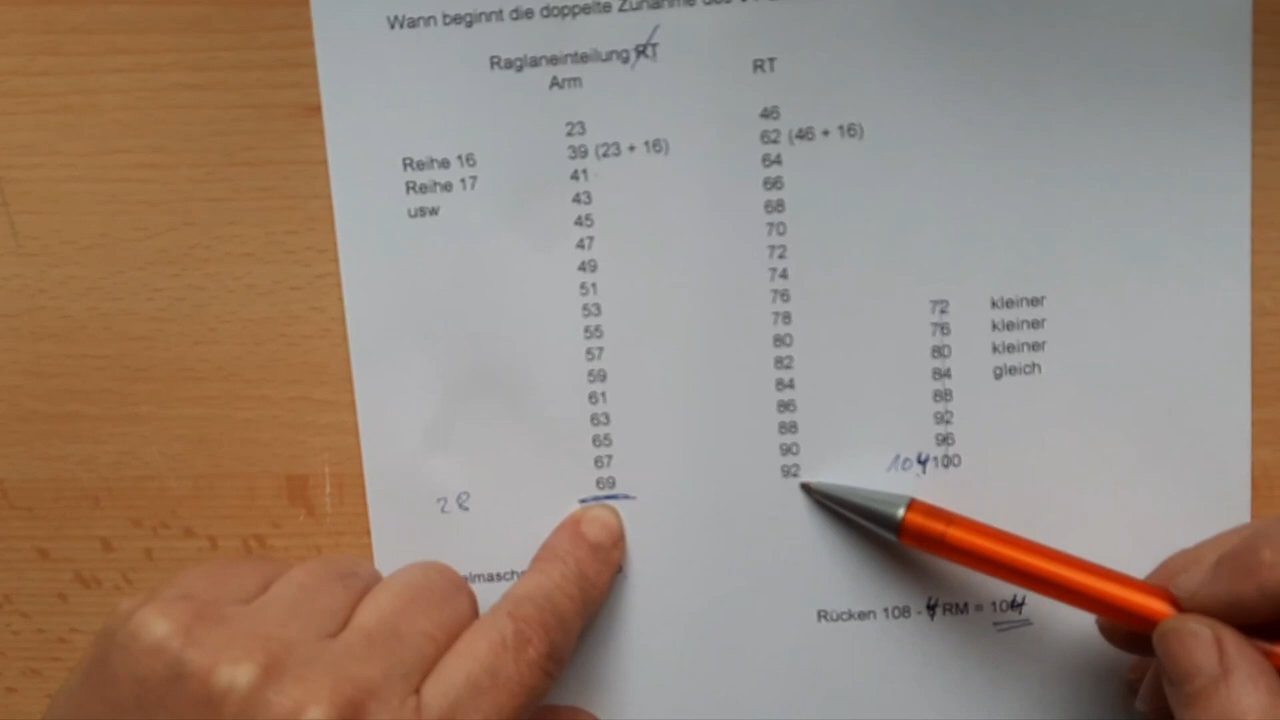 Wann beginnt die doppelte Zunahme des
Raglaneinteilung RT RT
Arm
23 46
Reihe 16 39 (23 + 16) 62 (46 + 16)
Reihe 17 41 64
usw 43 66
45 68
47 70
49 72
51 74
53 76 72 kleiner
55 78 76 kleiner
57 80 80 kleiner
59 82 84 gleich
61 84 88
63 86 92
65 88 96
67 90 104 100
28 69 92
Rücken 108 - 4 RM = 104